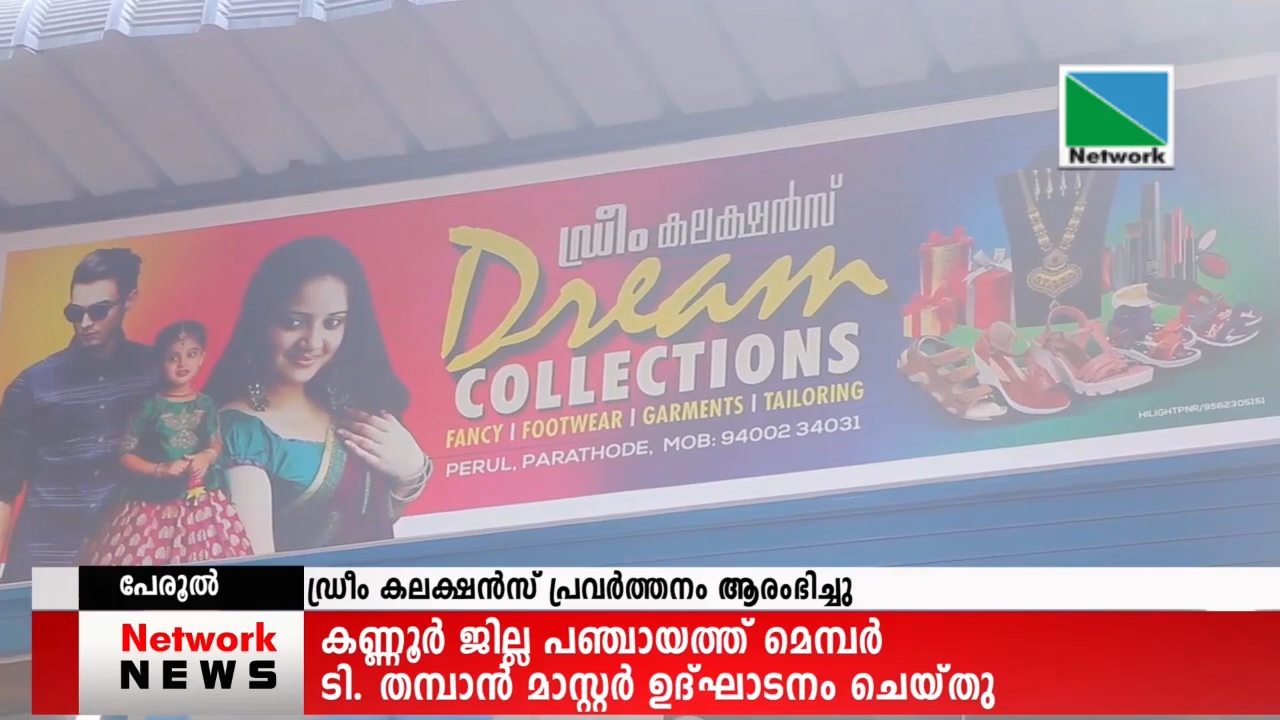 Network
ഡ്രീം കലക്ഷൻസ്
Dream
COLLECTIONS
FANCY | FOOTWEAR | GARMENTS | TAILORING
PERUL, PARATHODE, MOB: 94002 34031
HILIGHTPNR/9562305151
പേരൂൽ
ഡ്രീം കലക്ഷൻസ് പ്രവർത്തനം ആരംഭിച്ചു
Network
NEWS
കണ്ണൂർ ജില്ല പഞ്ചായത്ത് മെമ്പർ
ടി. തമ്പാൻ മാസ്റ്റർ ഉദ്ഘാടനം ചെയ്തു